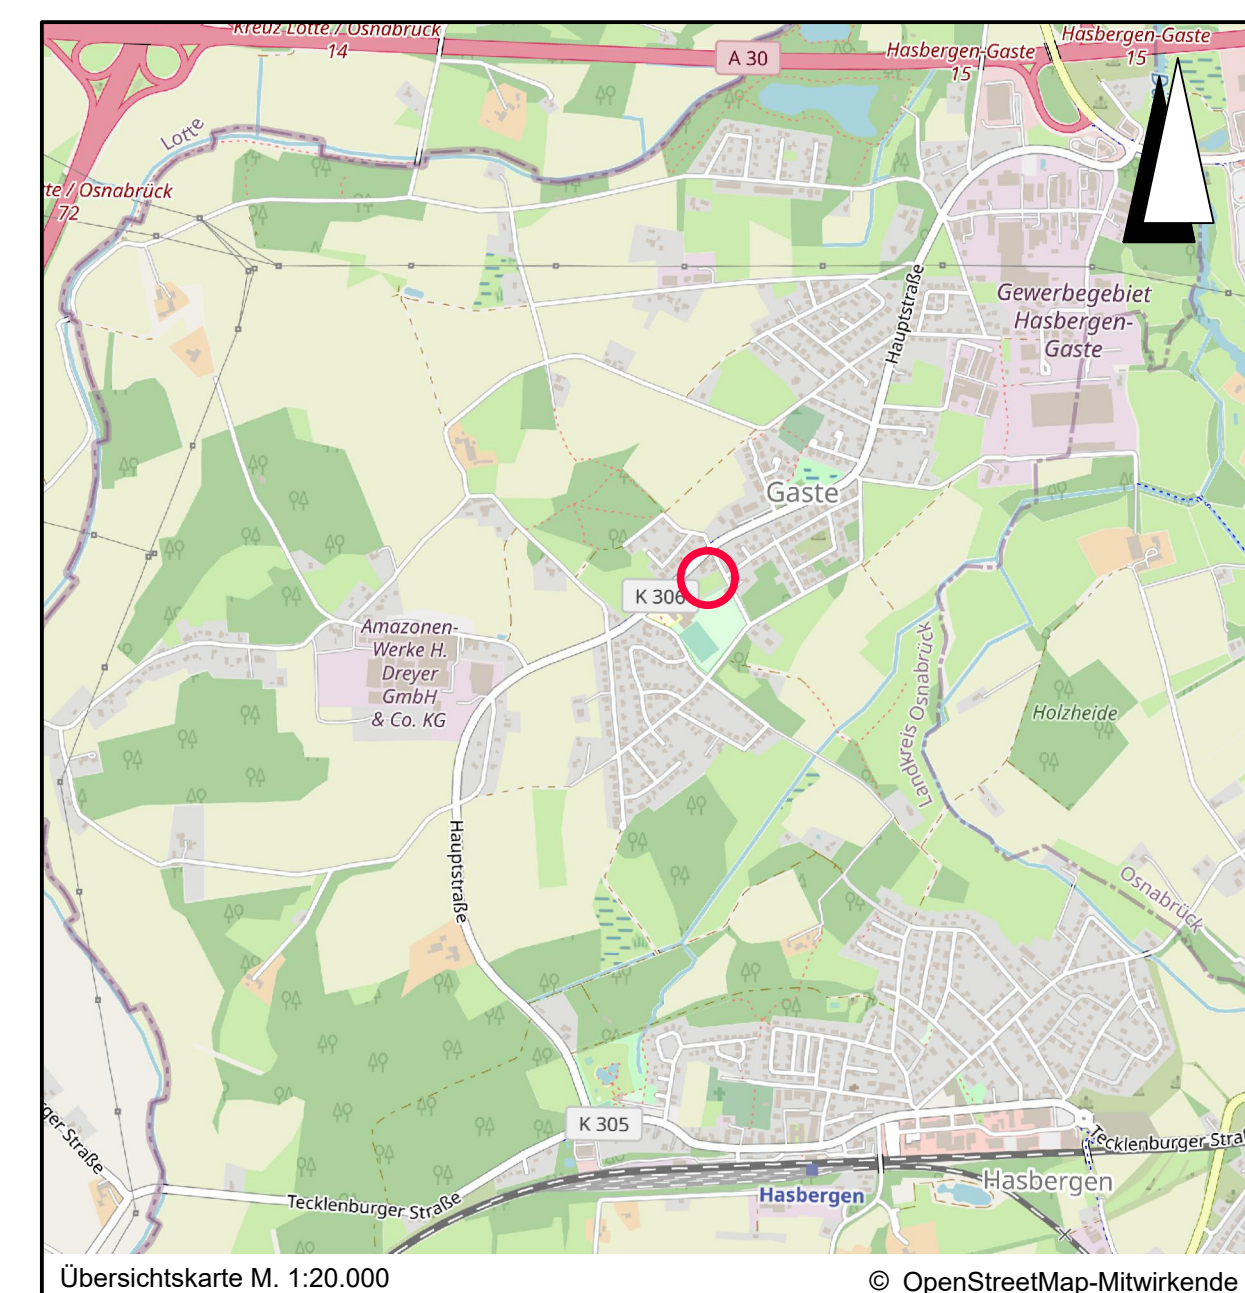 Kreuz Lotte / Osnabrück
14
A 30
Hasbergen-Gaste
15
Hasbergen-Gaste
15
Lotte
tte / Osnabrück
72
Hauptstraße
Gewerbegebiet
Hasbergen-
Gaste
Gaste
K 306
Amazonen-
Werke H.
Dreyer
GmbH
& Co. KG
Landkreis Osnabrück
Holzheide
Hauptstraße
Osnabrück
K 305
ger Straße
Tecklenburger Straße
Tecklenburger Straß
Hasbergen
Hasbergen
Übersichtskarte M. 1:20.000
© OpenStreetMap-Mitwirkende